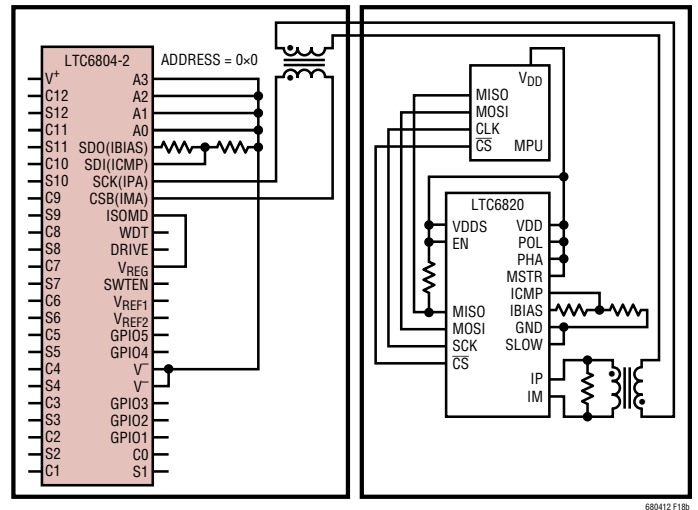 LTC6804-2
ADDRESS = 0×0
V+
C12
S12
C11
S11
C10
S10
C9
S9
C8
S8
C7
S7
C6
S6
C5
S5
C4
S4
C3
S3
C2
S2
C1
A3
A2
A1
A0
SDO(IBIAS)
SDI(ICMP)
SCK(IPA)
CSB(IMA)
ISOMD
WDT
DRIVE
VREG
SWTEN
VREF1
VREF2
GPIO5
GPIO4
V–
V–
GPIO3
GPIO2
GPIO1
C0
S1
VDD
MISO
MOSI
CLK
CS
MPU
LTC6820
VDDS
EN
MISO
MOSI
SCK
CS
VDD
POL
PHA
MSTR
ICMP
IBIAS
GND
SLOW
IP
IM
680412 F18b